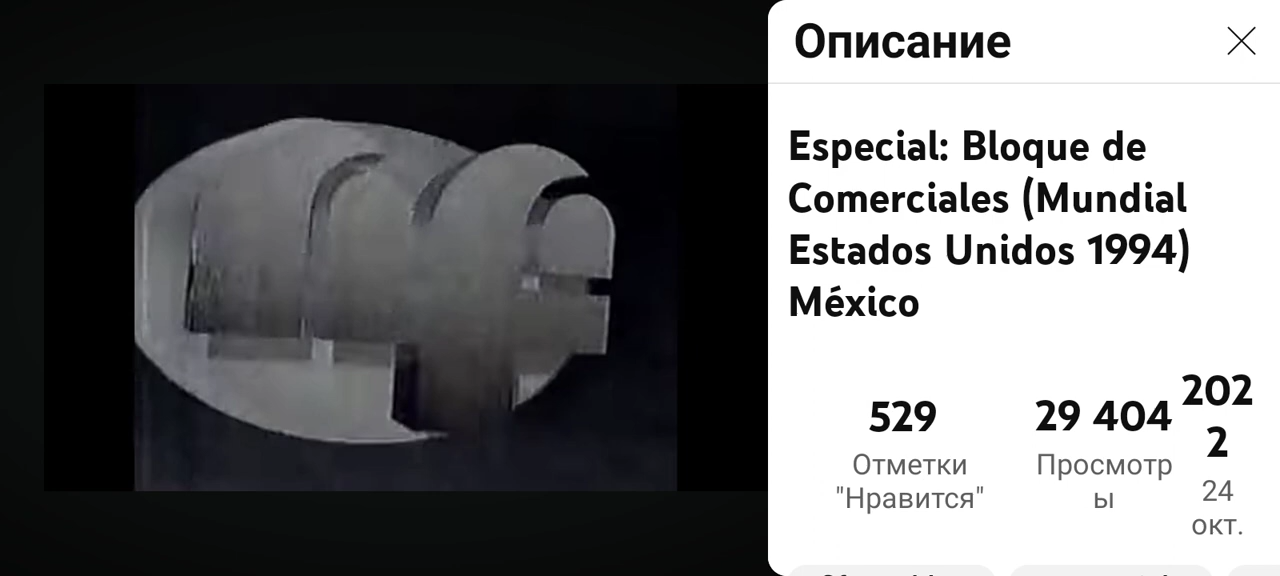 Описание
Especial: Bloque de
Comerciales (Mundial
Estados Unidos 1994)
México
529
Отметки
"Нравится"
29 404
Просмотр
ы
202
2
24
окт.